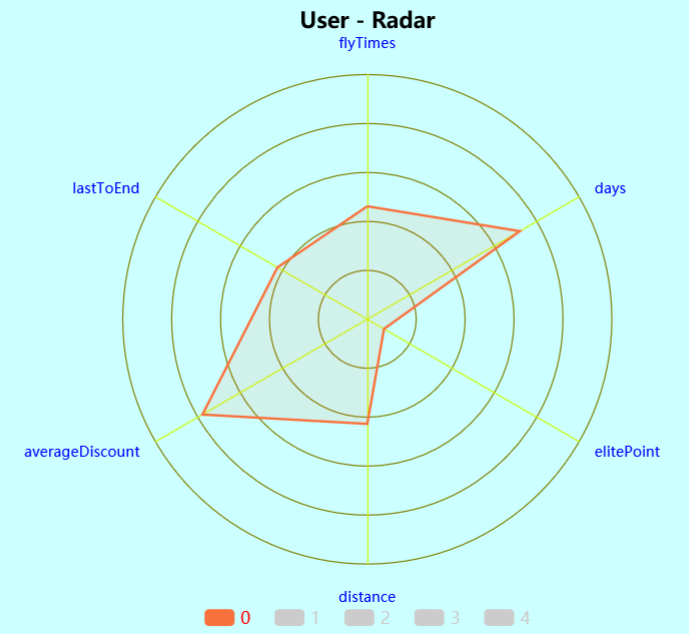 User - Radar
flyTimes
lastToEnd
days
averageDiscount
elitePoint
distance
0 1 2 3 4